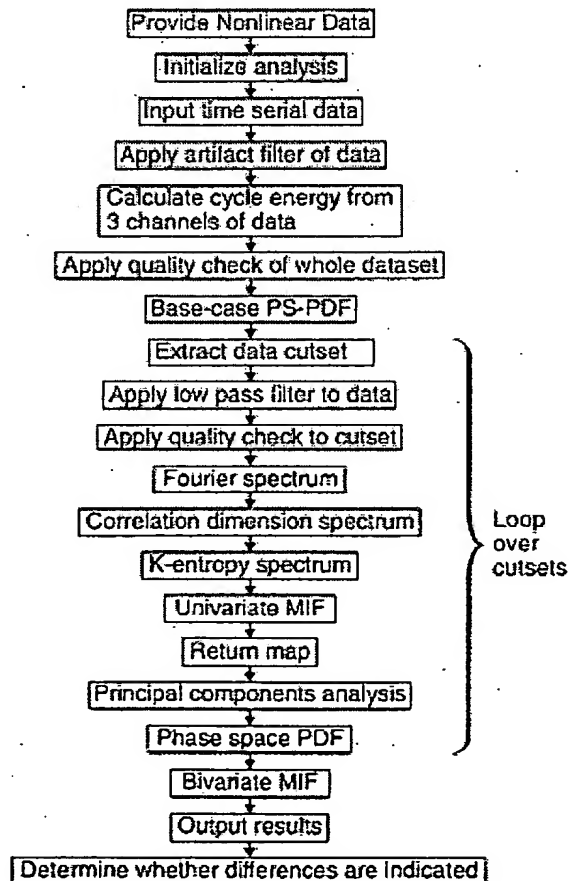 Provide Nonlinear Data
Initialize analysis
Input time serial data
Apply artifact filter of data
Calculate cycle energy from
3 channels of data
Apply quality check of whole dataset
Base-case PS-PDF
Extract data cutset
Apply low pass filter to data
Apply quality check to cutset
Fourier spectrum
Correlation dimension spectrum
K-entropy spectrum
Univariate MIF
Return map
Principal components analysis
Phase space PDF
Loop
over
cutsets
Bivariate MIF
Output results
Determine whether differences are indicated